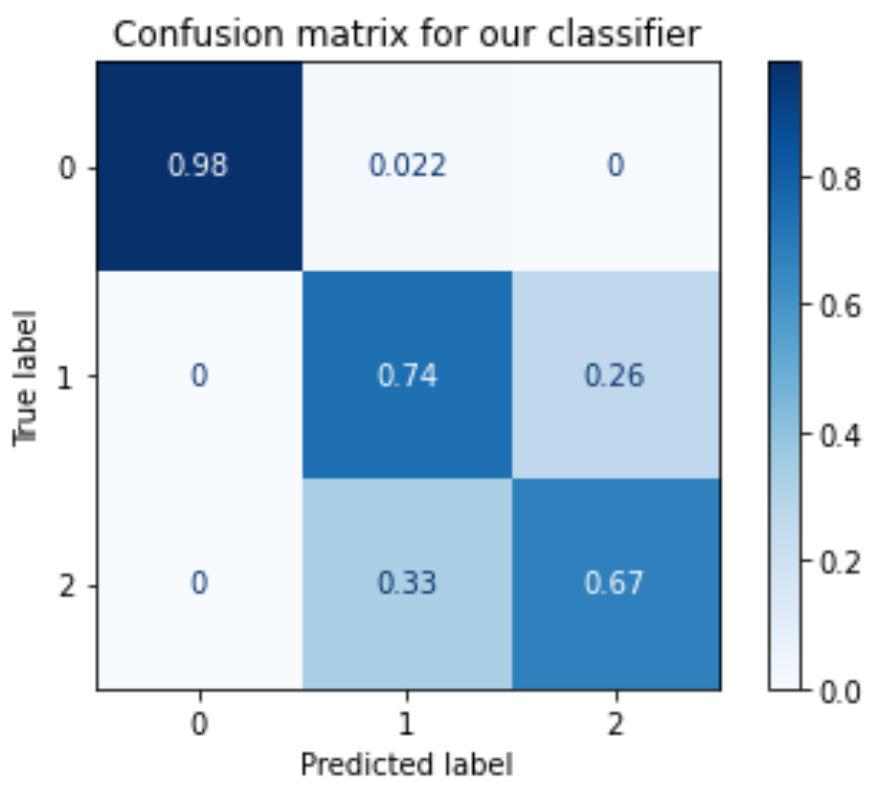 Confusion matrix for our classifier
0 0.98 0.022 0
1 0 0.74 0.26
2 0 0.33 0.67
0 1 2
Predicted label
True label
0.8
0.6
0.4
0.2
0.0